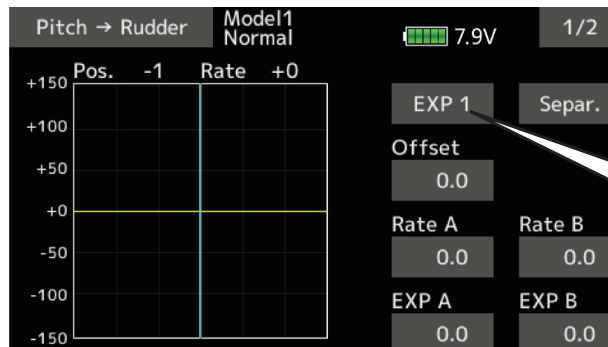 Pitch → Rudder
Model1
Normal
7.9V
1/2
Pos. -1 Rate +0
+150
+100
+50
+0
-50
-100
-150
EXP 1
Separ.
Offset
0.0
Rate A
Rate B
0.0
0.0
EXP A
EXP B
0.0
0.0